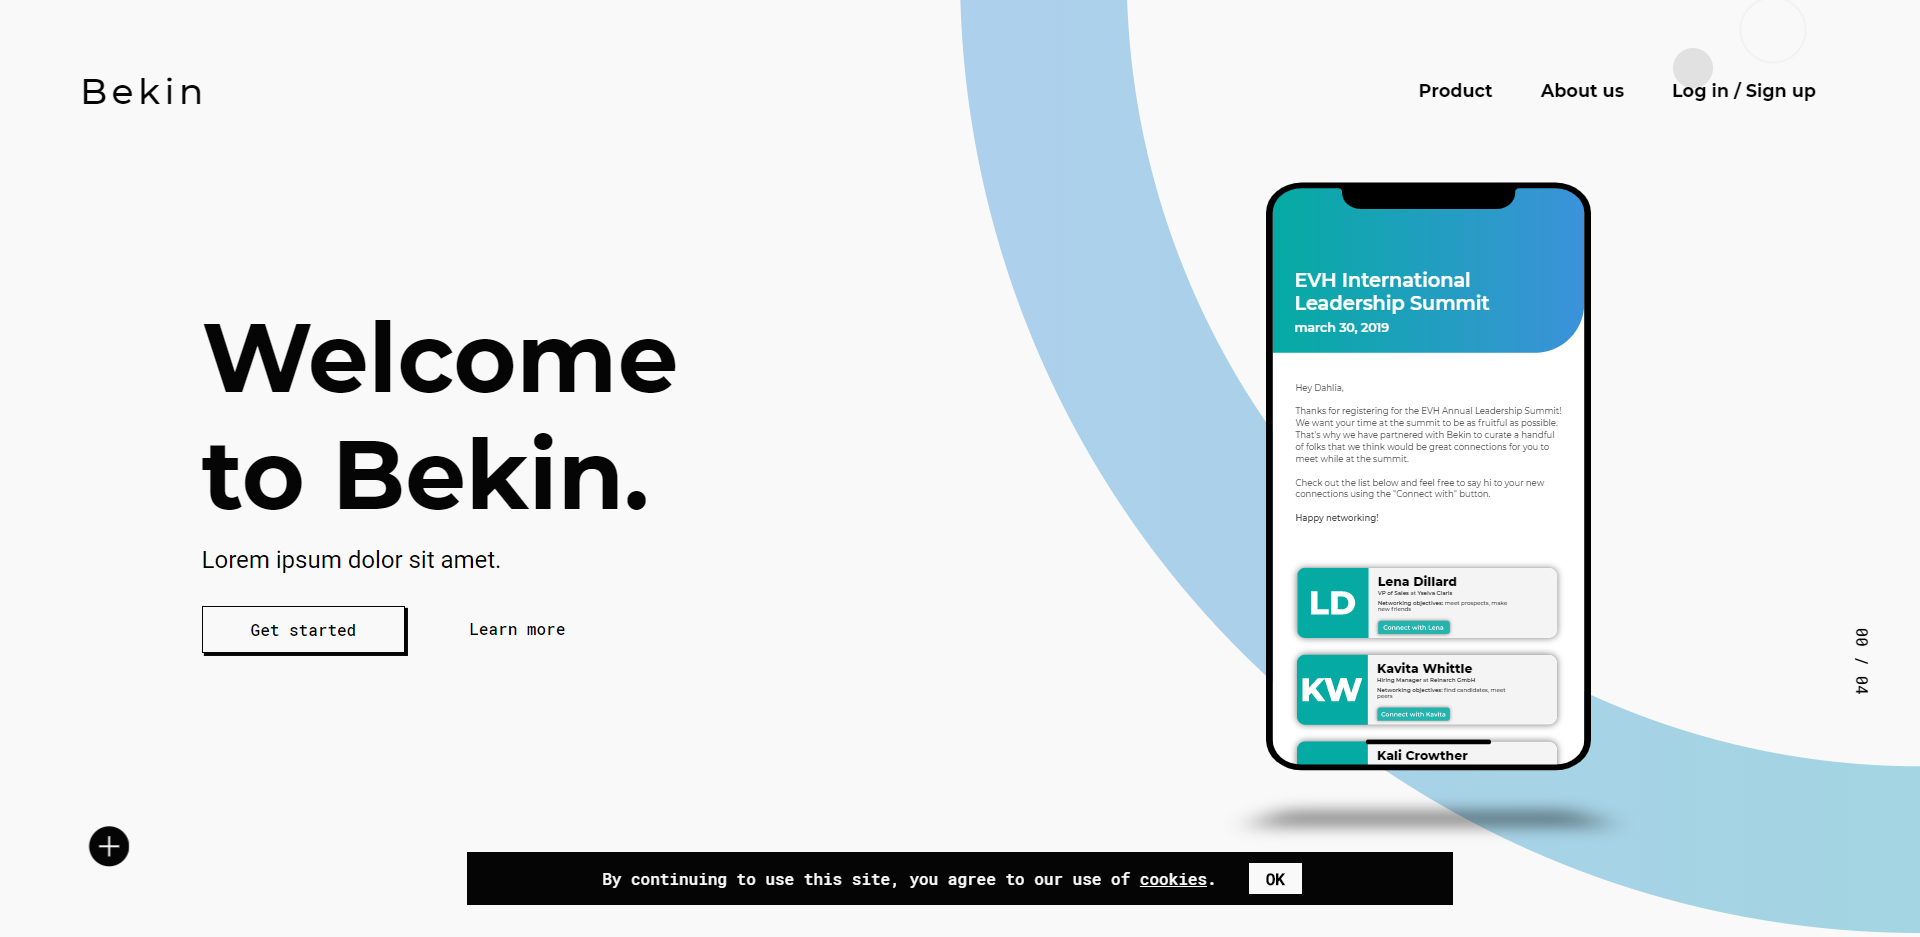 Bekin
Product
About us
Log in / Sign up
Welcome
to Bekin.
Lorem ipsum dolor sit amet.
Get started
Learn more
EVH International
Leadership Summit
march 30, 2019
Hey Dahlia,
Thanks for registering for the EVH Annual Leadership Summit!
We want your time at the summit to be as fruitful as possible.
That's why we have partnered with Bekin to curate a handful
of folks that we think would be great connections for you to
meet while at the summit.
Check out the list below and feel free to say hi to your new
connections using the "Connect with" button.
Happy networking!
LD
Lena Dillard
VP of Sales at Yselva Claris
Networking objectives: meet prospects, make
new friends
Connect with Lena
KW
Kavita Whittle
Hiring Manager at Reinarch GmbH
Networking objectives: find candidates, meet
peers
Connect with Kavita
Kali Crowther
00 / 04
By continuing to use this site, you agree to our use of cookies.
OK